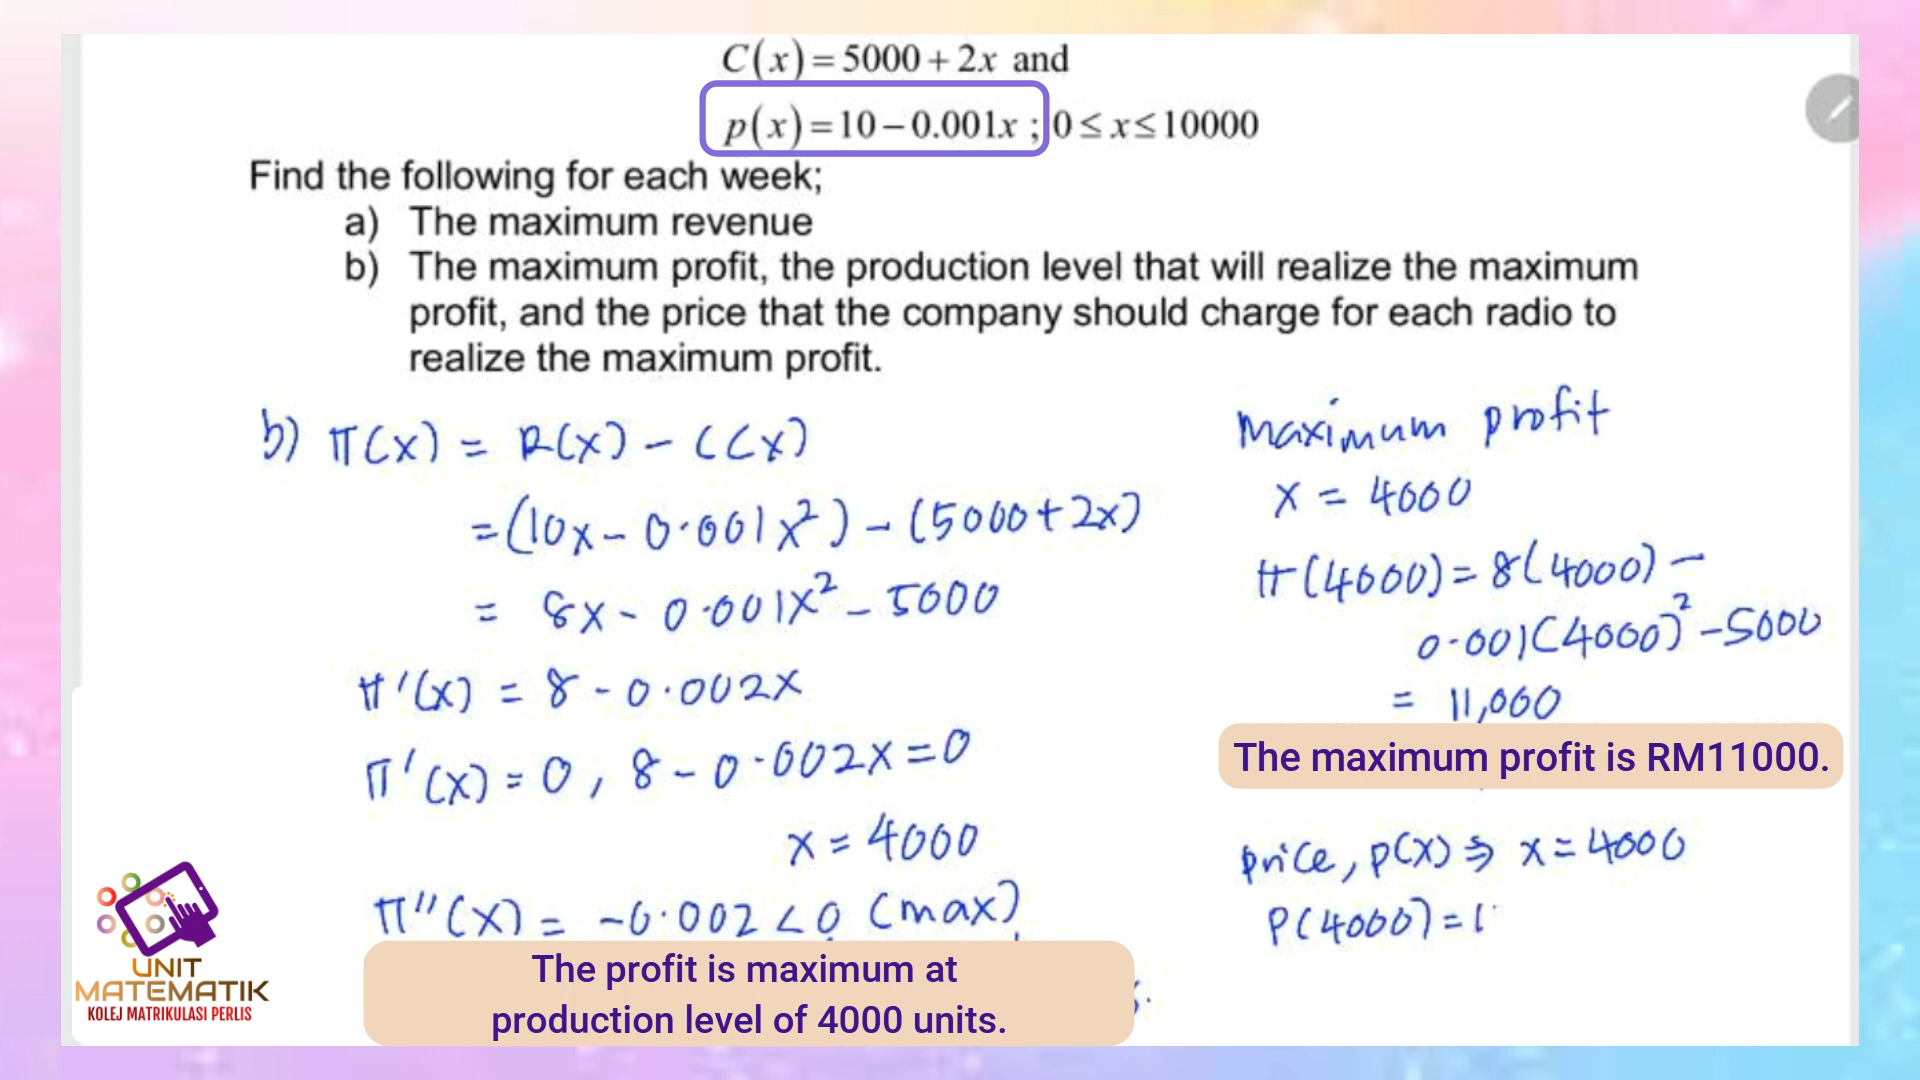 C(x) = 5000 + 2x and
p(x) = 10 − 0.001x ; 0 ≤ x ≤ 10000
Find the following for each week;
a) The maximum revenue
b) The maximum profit, the production level that will realize the maximum
profit, and the price that the company should charge for each radio to
realize the maximum profit.
b) π(x) = R(x) − C(x)
= (10x − 0.001x²) − (5000 + 2x)
= 8x − 0.001x² − 5000
π'(x) = 8 − 0.002x
π'(x) = 0, 8 − 0.002x = 0
x = 4000
π''(x) = −0.002 < 0 (max)
The profit is maximum at
production level of 4000 units.
maximum profit
x = 4000
π(4000) = 8(4000) −
0.001(4000)² − 5000
= 11,000
The maximum profit is RM11000.
price, p(x) ⇒ x = 4000
P(4000) = (
UNIT
MATEMATIK
KOLEJ MATRIKULASI PERLIS